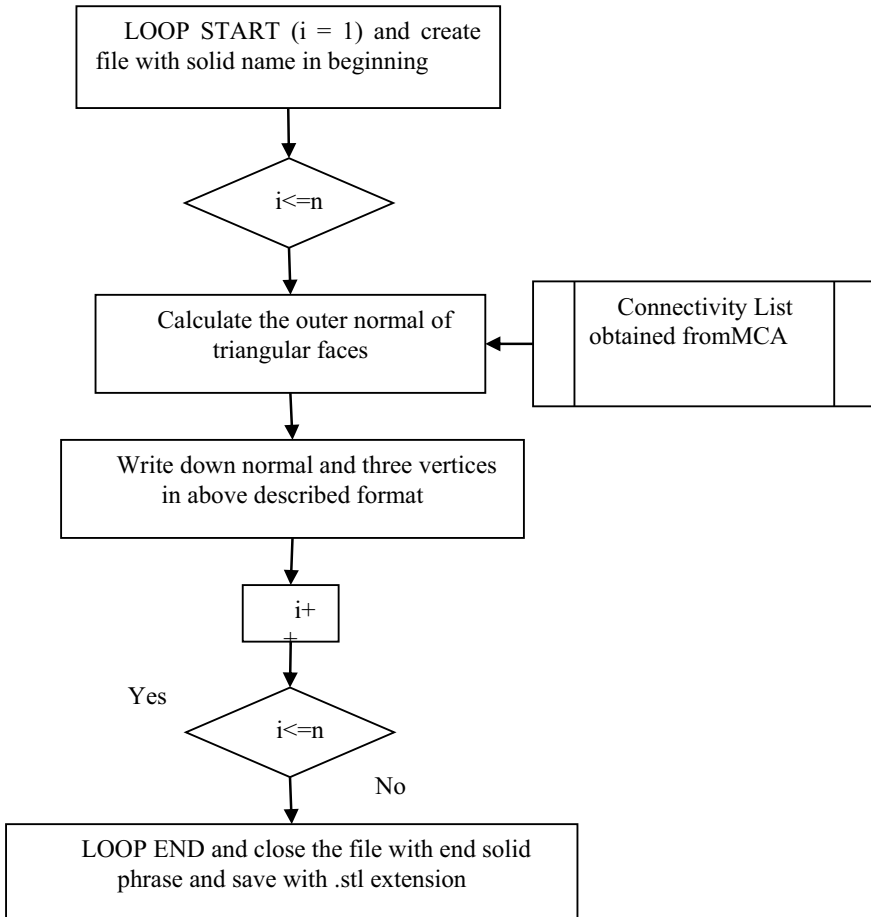 LOOP START (i = 1) and create
file with solid name in beginning
i<=n
Calculate the outer normal of
triangular faces
Connectivity List
obtained fromMCA
Write down normal and three vertices
in above described format
i+
+
Yes
i<=n
No
LOOP END and close the file with end solid
phrase and save with .stl extension